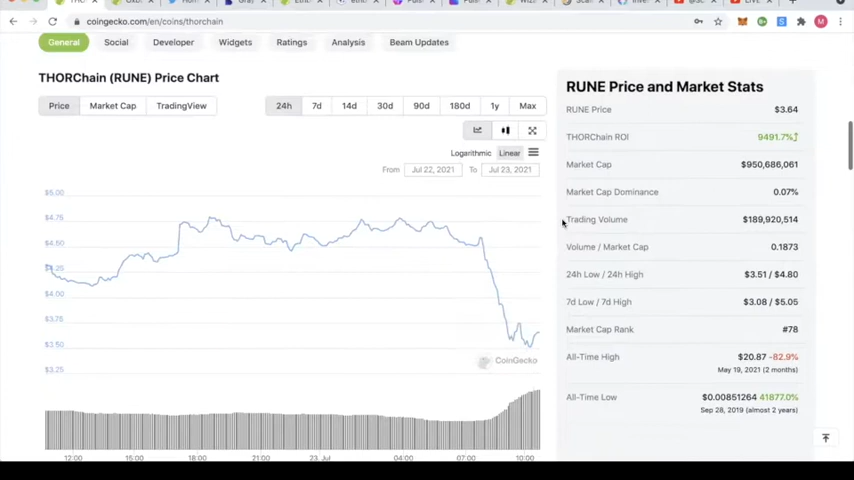 coingecko.com/en/coins/thorchain
General Social Developer Widgets Ratings Analysis Beam Updates
THORChain (RUNE) Price Chart
Price Market Cap TradingView 24h 7d 14d 30d 90d 180d 1y Max
Logarithmic Linear
From Jul 22, 2021 To Jul 23, 2021
$5.00
$4.75
$4.50
$4.25
$4.00
$3.75
$3.50
$3.25
CoinGecko
12:00 15:00 18:00 21:00 23. Jul 04:00 07:00 10:00
RUNE Price and Market Stats
RUNE Price $3.64
THORChain ROI 9491.7%
Market Cap $950,686,061
Market Cap Dominance 0.07%
Trading Volume $189,920,514
Volume / Market Cap 0.1873
24h Low / 24h High $3.51 / $4.80
7d Low / 7d High $3.08 / $5.05
Market Cap Rank #78
All-Time High $20.87 -82.9%
May 19, 2021 (2 months)
All-Time Low $0.00851264 41877.0%
Sep 28, 2019 (almost 2 years)